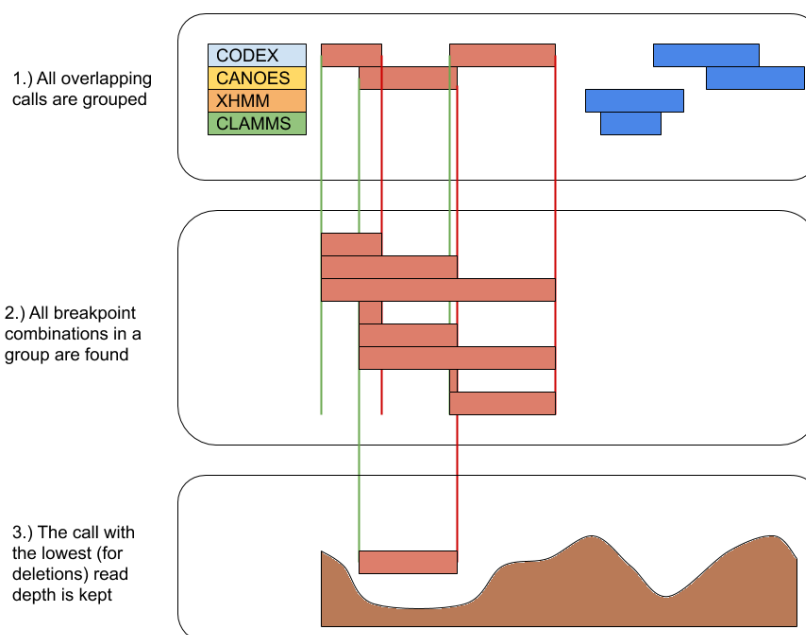 1.) All overlapping
calls are grouped
CODEX
CANOES
XHMM
CLAMMS
2.) All breakpoint
combinations in a
group are found
3.) The call with
the lowest (for
deletions) read
depth is kept